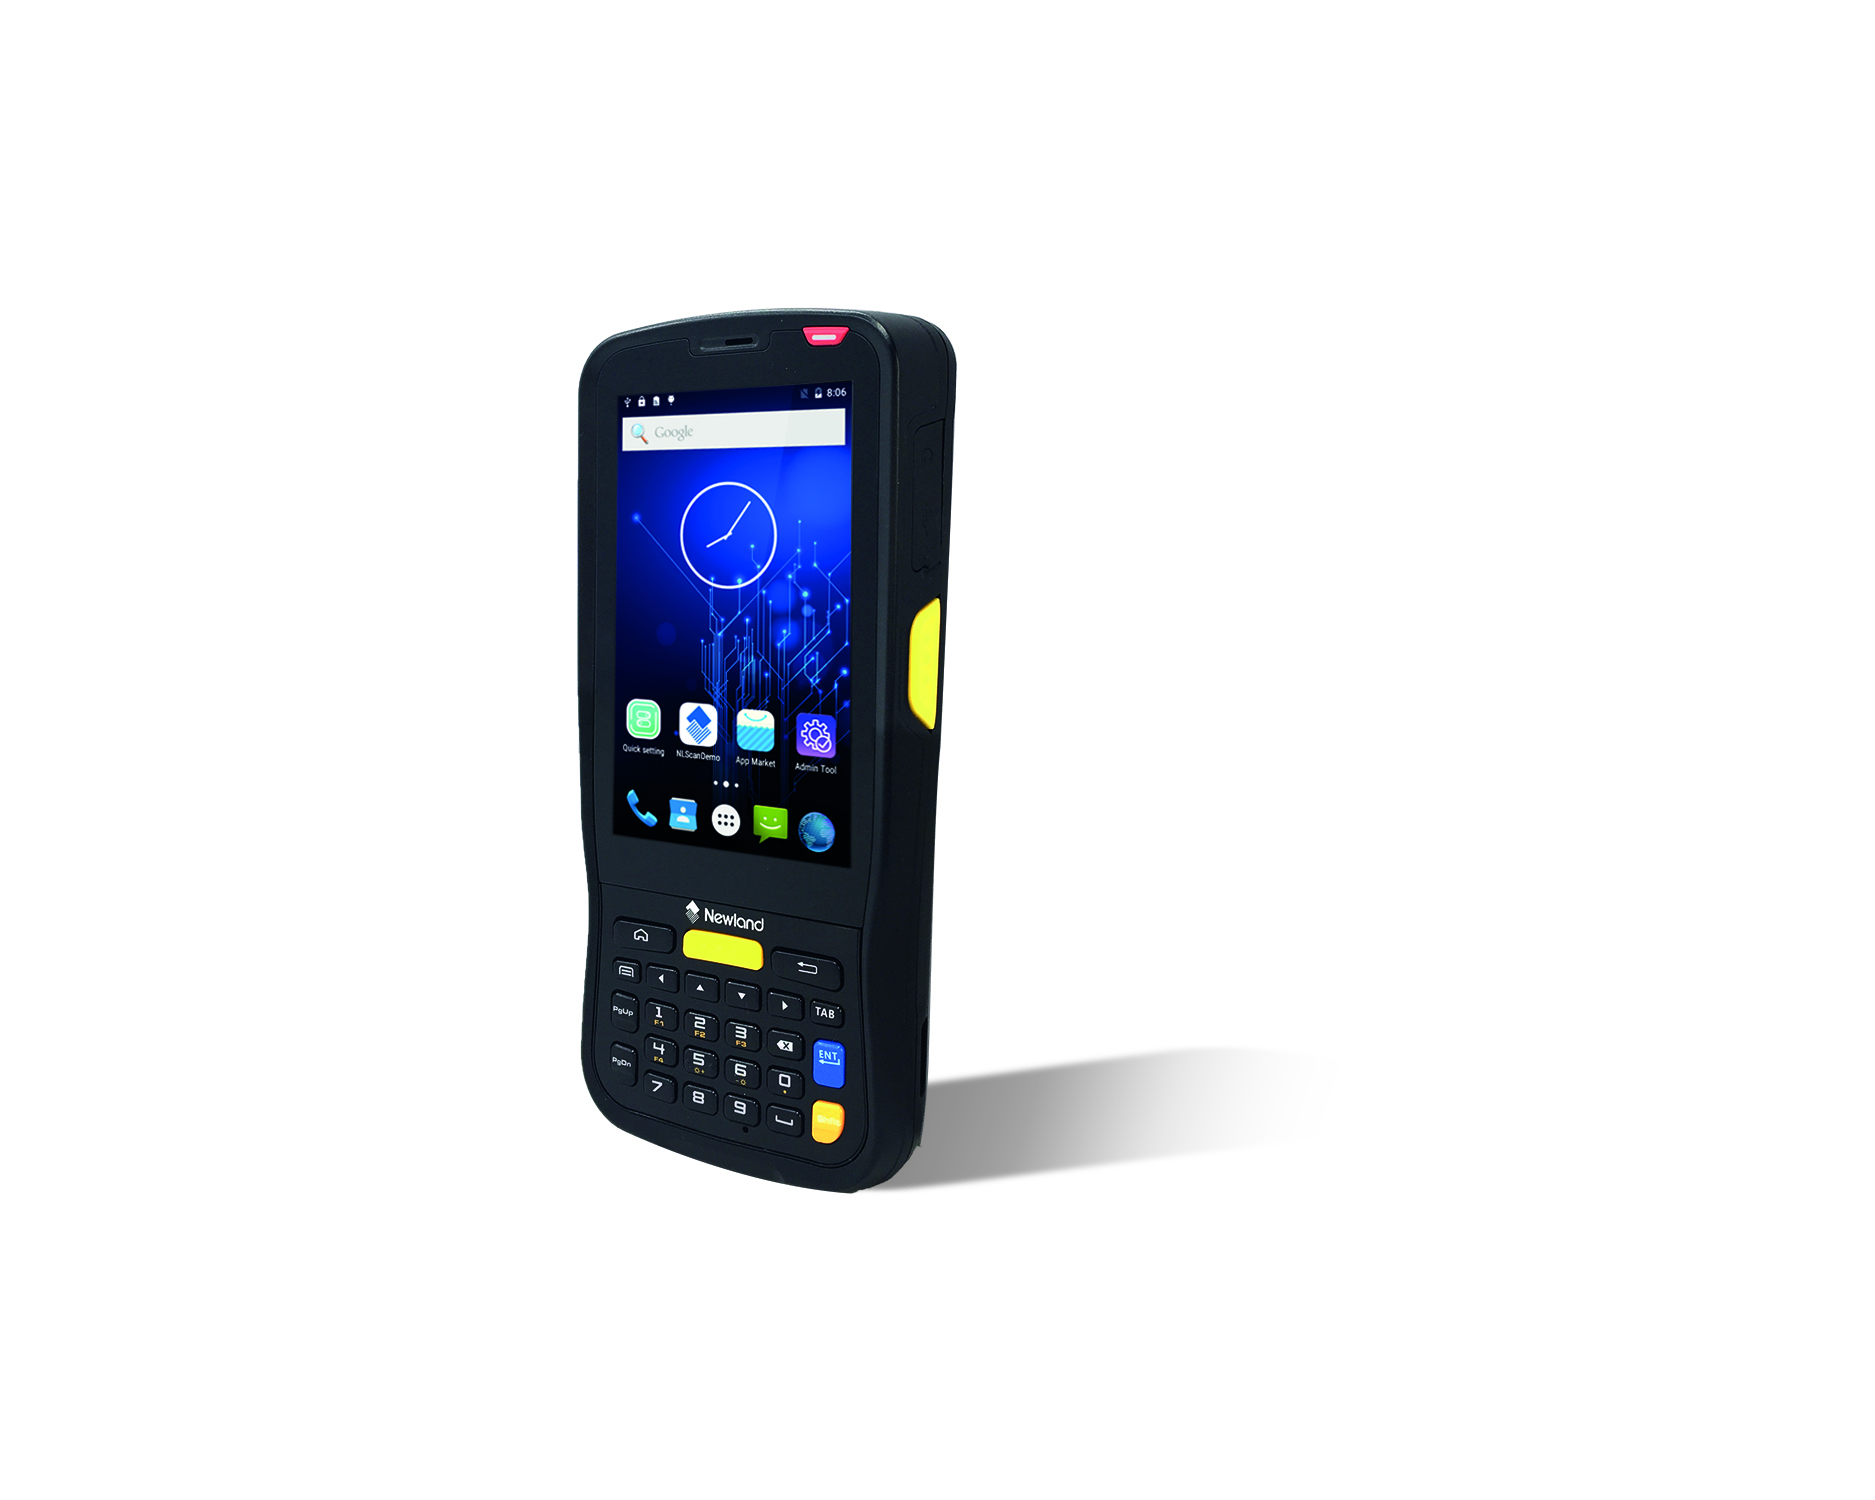 8:06
Google
Quick setting
NLScanDemo
App Market
Admin Tool
Newland
TAB
PgUp
1
F1
2
F2
3
F3
ENT
PgDn
4
F4
5
6
0
7
8
9